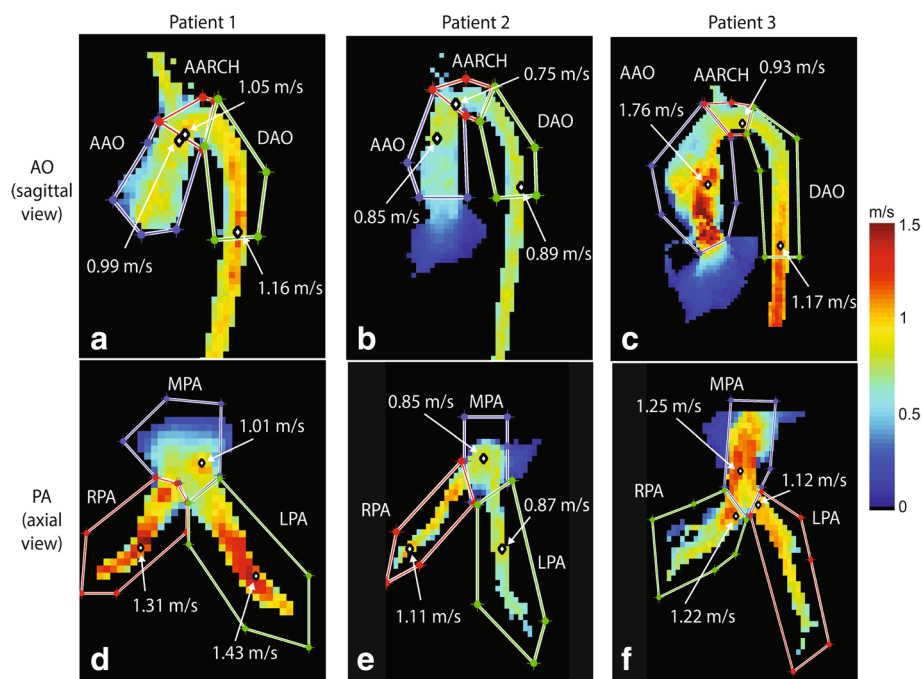 Patient 1
Patient 2
Patient 3
AO
(sagittal
view)
AARCH
1.05 m/s
AAO
DAO
0.99 m/s
1.16 m/s
a
AARCH
0.75 m/s
AAO
DAO
0.85 m/s
0.89 m/s
b
AAO
AARCH
0.93 m/s
1.76 m/s
DAO
1.17 m/s
c
m/s
1.5
1
0.5
0
PA
(axial
view)
MPA
1.01 m/s
RPA
LPA
1.31 m/s
1.43 m/s
d
0.85 m/s
MPA
RPA
0.87 m/s
LPA
1.11 m/s
e
MPA
1.25 m/s
1.12 m/s
RPA
LPA
1.22 m/s
f